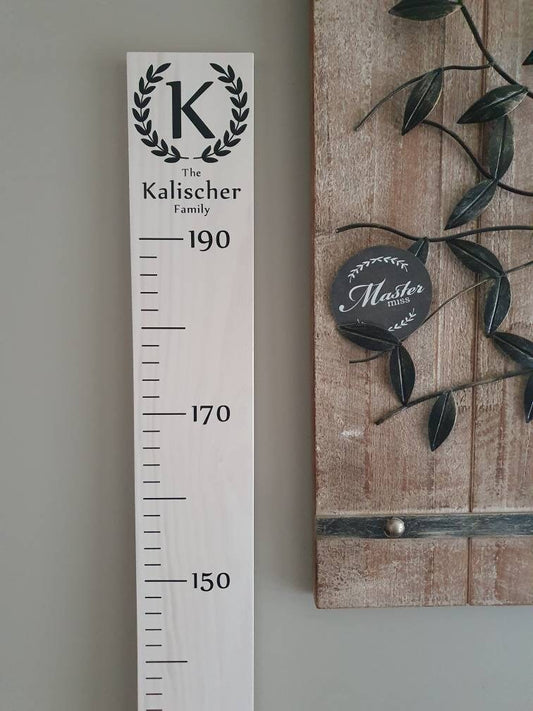 K
The
Kalischer
Family
190
170
150
Master
miss